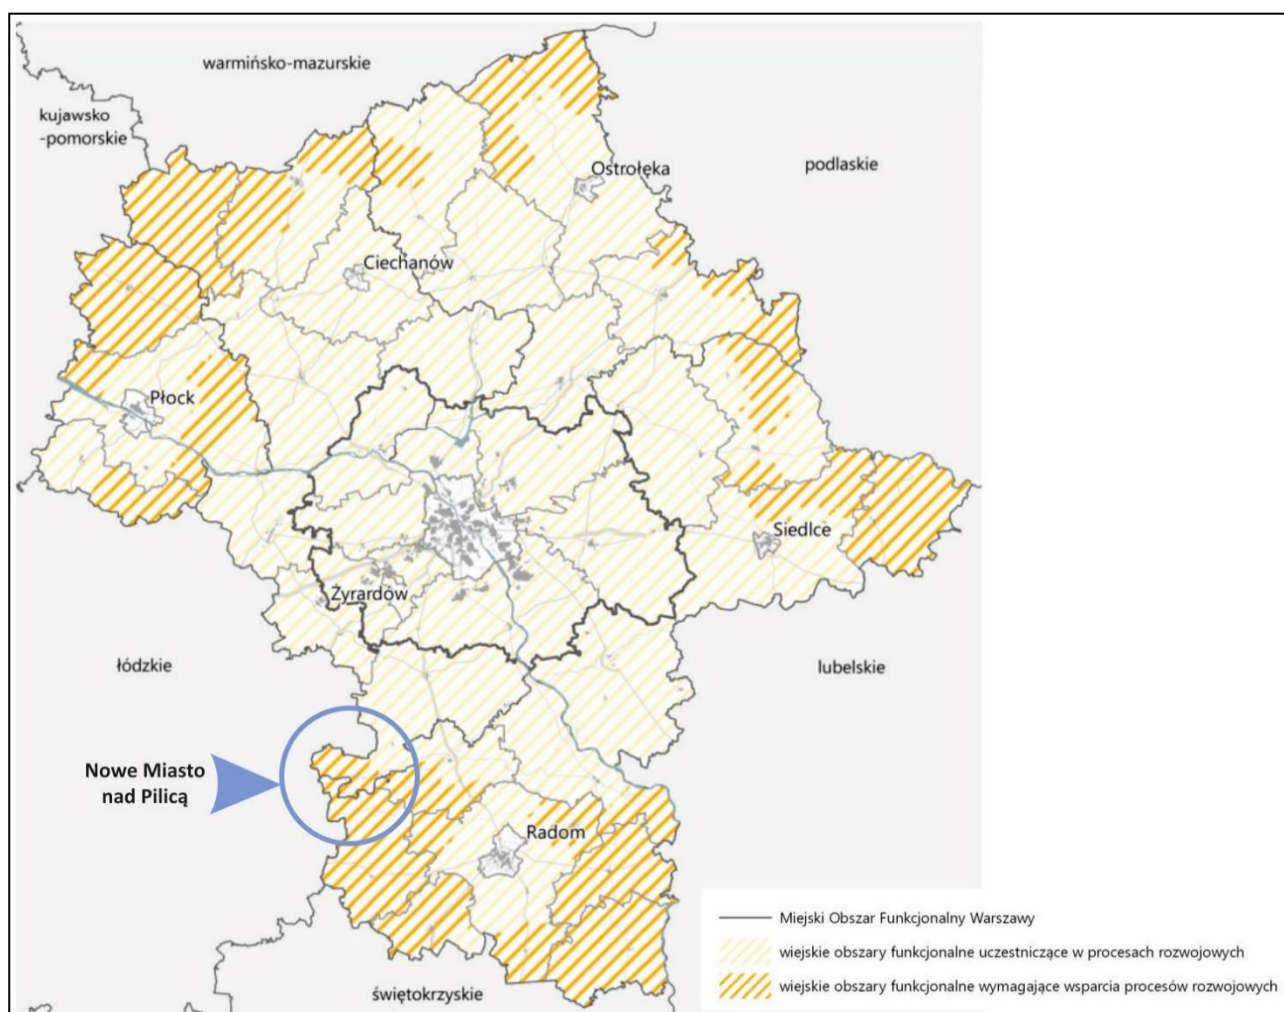 warmińsko-mazurskie
kujawsko
-pomorskie
podlaskie
Ostrołęka
Ciechanów
Płock
Siedlce
Żyrardów
łódzkie
lubelskie
Nowe Miasto
nad Pilicą
Radom
świętokrzyskie
Miejski Obszar Funkcjonalny Warszawy
wiejskie obszary funkcjonalne uczestniczące w procesach rozwojowych
wiejskie obszary funkcjonalne wymagające wsparcia procesów rozwojowych